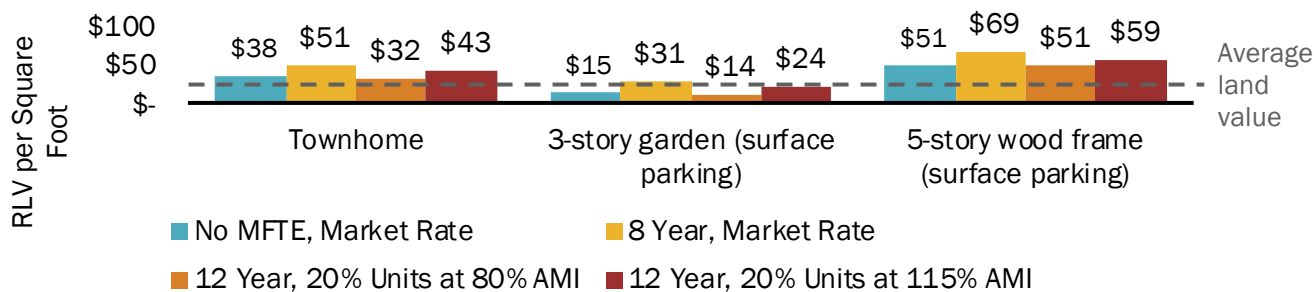 RLV per Square
Foot
$100
$50
$-
$38
$51
$32
$43
$15
$31
$14
$24
$51
$69
$51
$59
Average
land
value
Townhome
3-story garden (surface
parking)
5-story wood frame
(surface parking)
No MFTE, Market Rate
8 Year, Market Rate
12 Year, 20% Units at 80% AMI
12 Year, 20% Units at 115% AMI